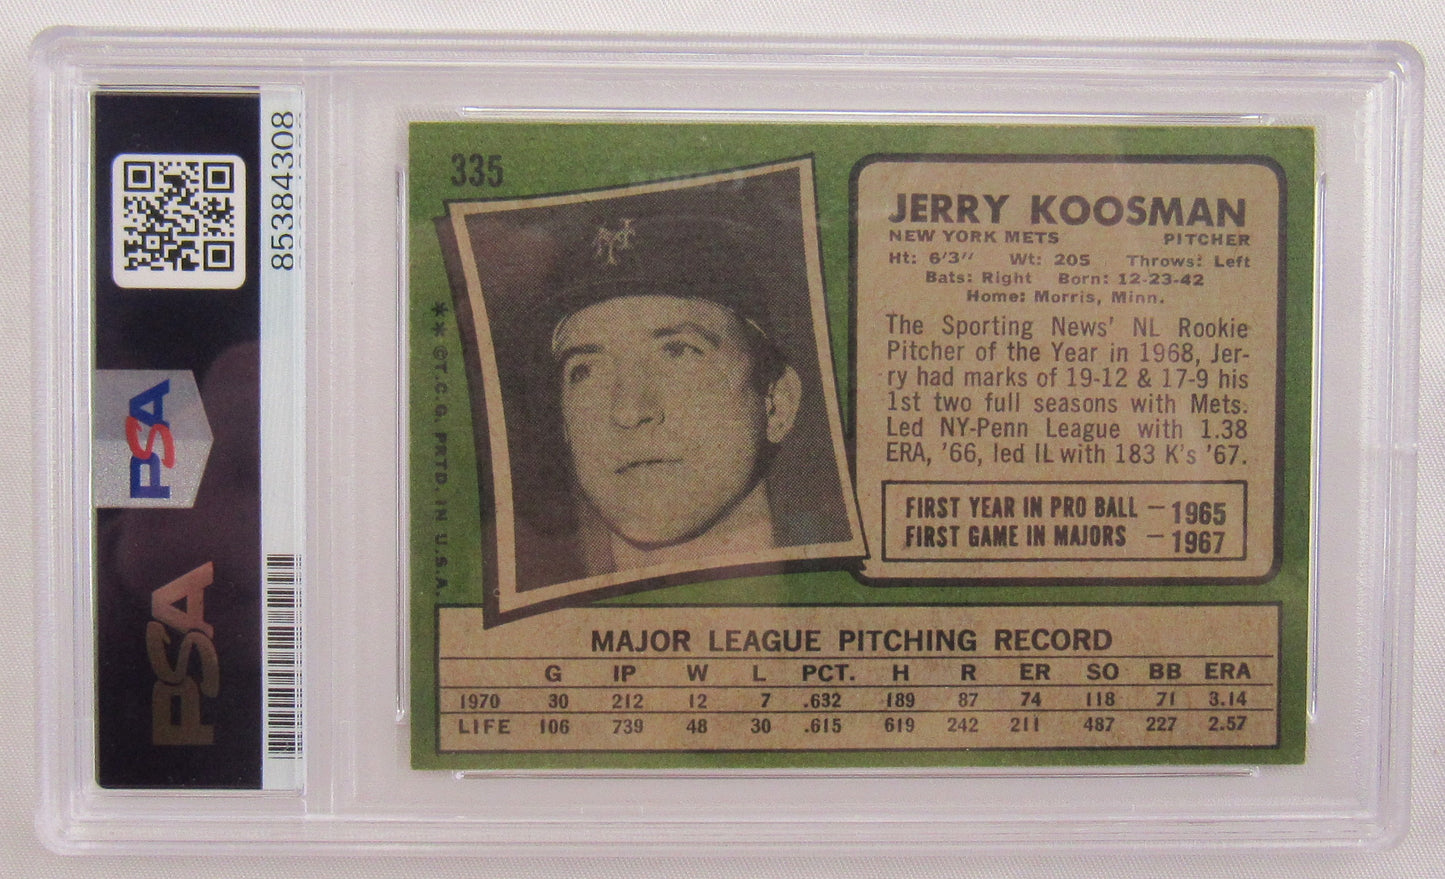 85384308
PSA
PSA
335
** ©T.C.G. PRTD. IN U.S.A.
NY
JERRY KOOSMAN
NEW YORK METS PITCHER
Ht: 6'3" Wt: 205 Throws: Left
Bats: Right Born: 12-23-42
Home: Morris, Minn.
The Sporting News' NL Rookie
Pitcher of the Year in 1968, Jer-
ry had marks of 19-12 & 17-9 his
1st two full seasons with Mets.
Led NY-Penn League with 1.38
ERA, '66, led IL with 183 K's '67.
FIRST YEAR IN PRO BALL — 1965
FIRST GAME IN MAJORS — 1967
MAJOR LEAGUE PITCHING RECORD
G IP W L PCT. H R ER SO BB ERA
1970 30 212 12 7 .632 189 87 74 118 71 3.14
LIFE 106 739 48 30 .615 619 242 211 487 227 2.57